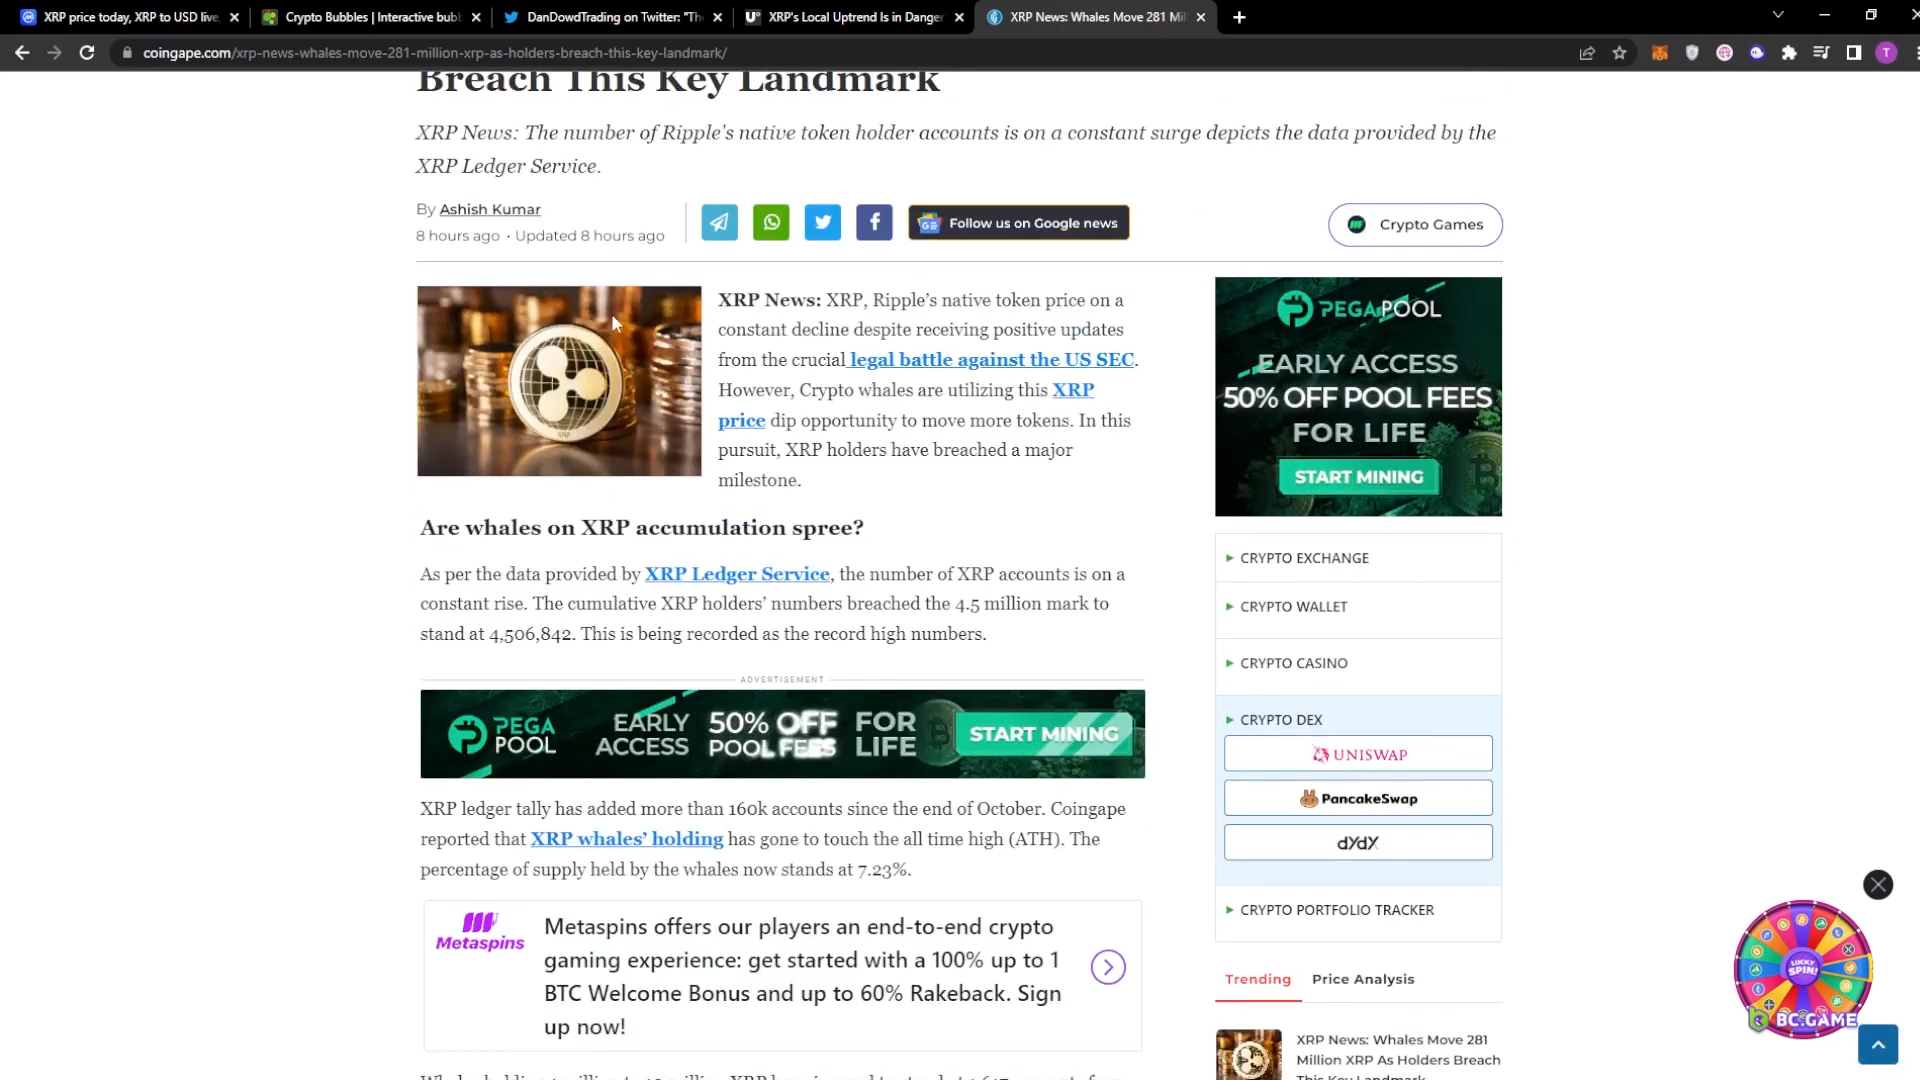 XRP price today, XRP to USD live
Crypto Bubbles | Interactive bubb
DanDowdTrading on Twitter: "Th
XRP's Local Uptrend Is in Danger
XRP News: Whales Move 281 Mil
coingape.com/xrp-news-whales-move-281-million-xrp-as-holders-breach-this-key-landmark/
T
Breach This Key Landmark
XRP News: The number of Ripple's native token holder accounts is on a constant surge depicts the data provided by the
XRP Ledger Service.
By Ashish Kumar
8 hours ago · Updated 8 hours ago
Follow us on Google news
Crypto Games
XRP News: XRP, Ripple's native token price on a
constant decline despite receiving positive updates
from the crucial legal battle against the US SEC.
However, Crypto whales are utilizing this XRP
price dip opportunity to move more tokens. In this
pursuit, XRP holders have breached a major
milestone.
Are whales on XRP accumulation spree?
As per the data provided by XRP Ledger Service, the number of XRP accounts is on a
constant rise. The cumulative XRP holders' numbers breached the 4.5 million mark to
stand at 4,506,842. This is being recorded as the record high numbers.
ADVERTISEMENT
PEGA
POOL
EARLY
ACCESS
50% OFF
POOL FEES
FOR
LIFE
START MINING
XRP ledger tally has added more than 160k accounts since the end of October. Coingape
reported that XRP whales' holding has gone to touch the all time high (ATH). The
percentage of supply held by the whales now stands at 7.23%.
Metaspins
Metaspins offers our players an end-to-end crypto
gaming experience: get started with a 100% up to 1
BTC Welcome Bonus and up to 60% Rakeback. Sign
up now!
PEGAPOOL
EARLY ACCESS
50% OFF POOL FEES
FOR LIFE
START MINING
CRYPTO EXCHANGE
CRYPTO WALLET
CRYPTO CASINO
CRYPTO DEX
UNISWAP
PancakeSwap
dYdX
CRYPTO PORTFOLIO TRACKER
Trending
Price Analysis
XRP News: Whales Move 281
Million XRP As Holders Breach
This Key Landmark
LUCKY
SPIN!
BC.GAME